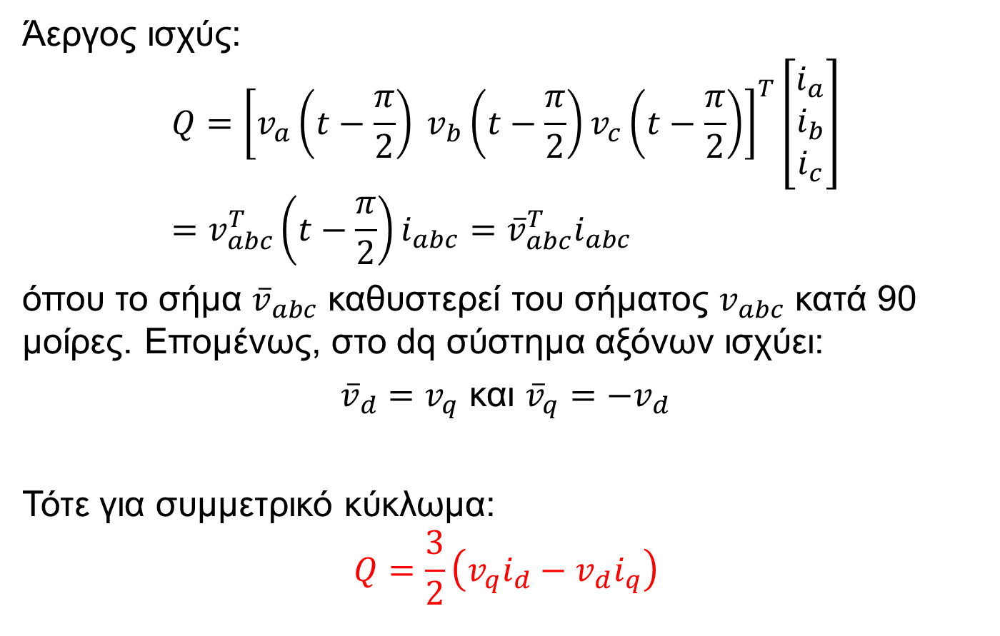 Άεργος ισχύς:
$Q = \left[ v_a \left( t - \frac{\pi}{2} \right) \ v_b \left( t - \frac{\pi}{2} \right) v_c \left( t - \frac{\pi}{2} \right) \right]^T \begin{bmatrix} i_a \\ i_b \\ i_c \end{bmatrix}$
$= v_{abc}^T \left( t - \frac{\pi}{2} \right) i_{abc} = \bar{v}_{abc}^T i_{abc}$
όπου το σήμα $\bar{v}_{abc}$ καθυστερεί του σήματος $v_{abc}$ κατά 90
μοίρες. Επομένως, στο dq σύστημα αξόνων ισχύει:
$\bar{v}_d = v_q$ και $\bar{v}_q = -v_d$
Τότε για συμμετρικό κύκλωμα:
$Q = \frac{3}{2} \left( v_q i_d - v_d i_q \right)$